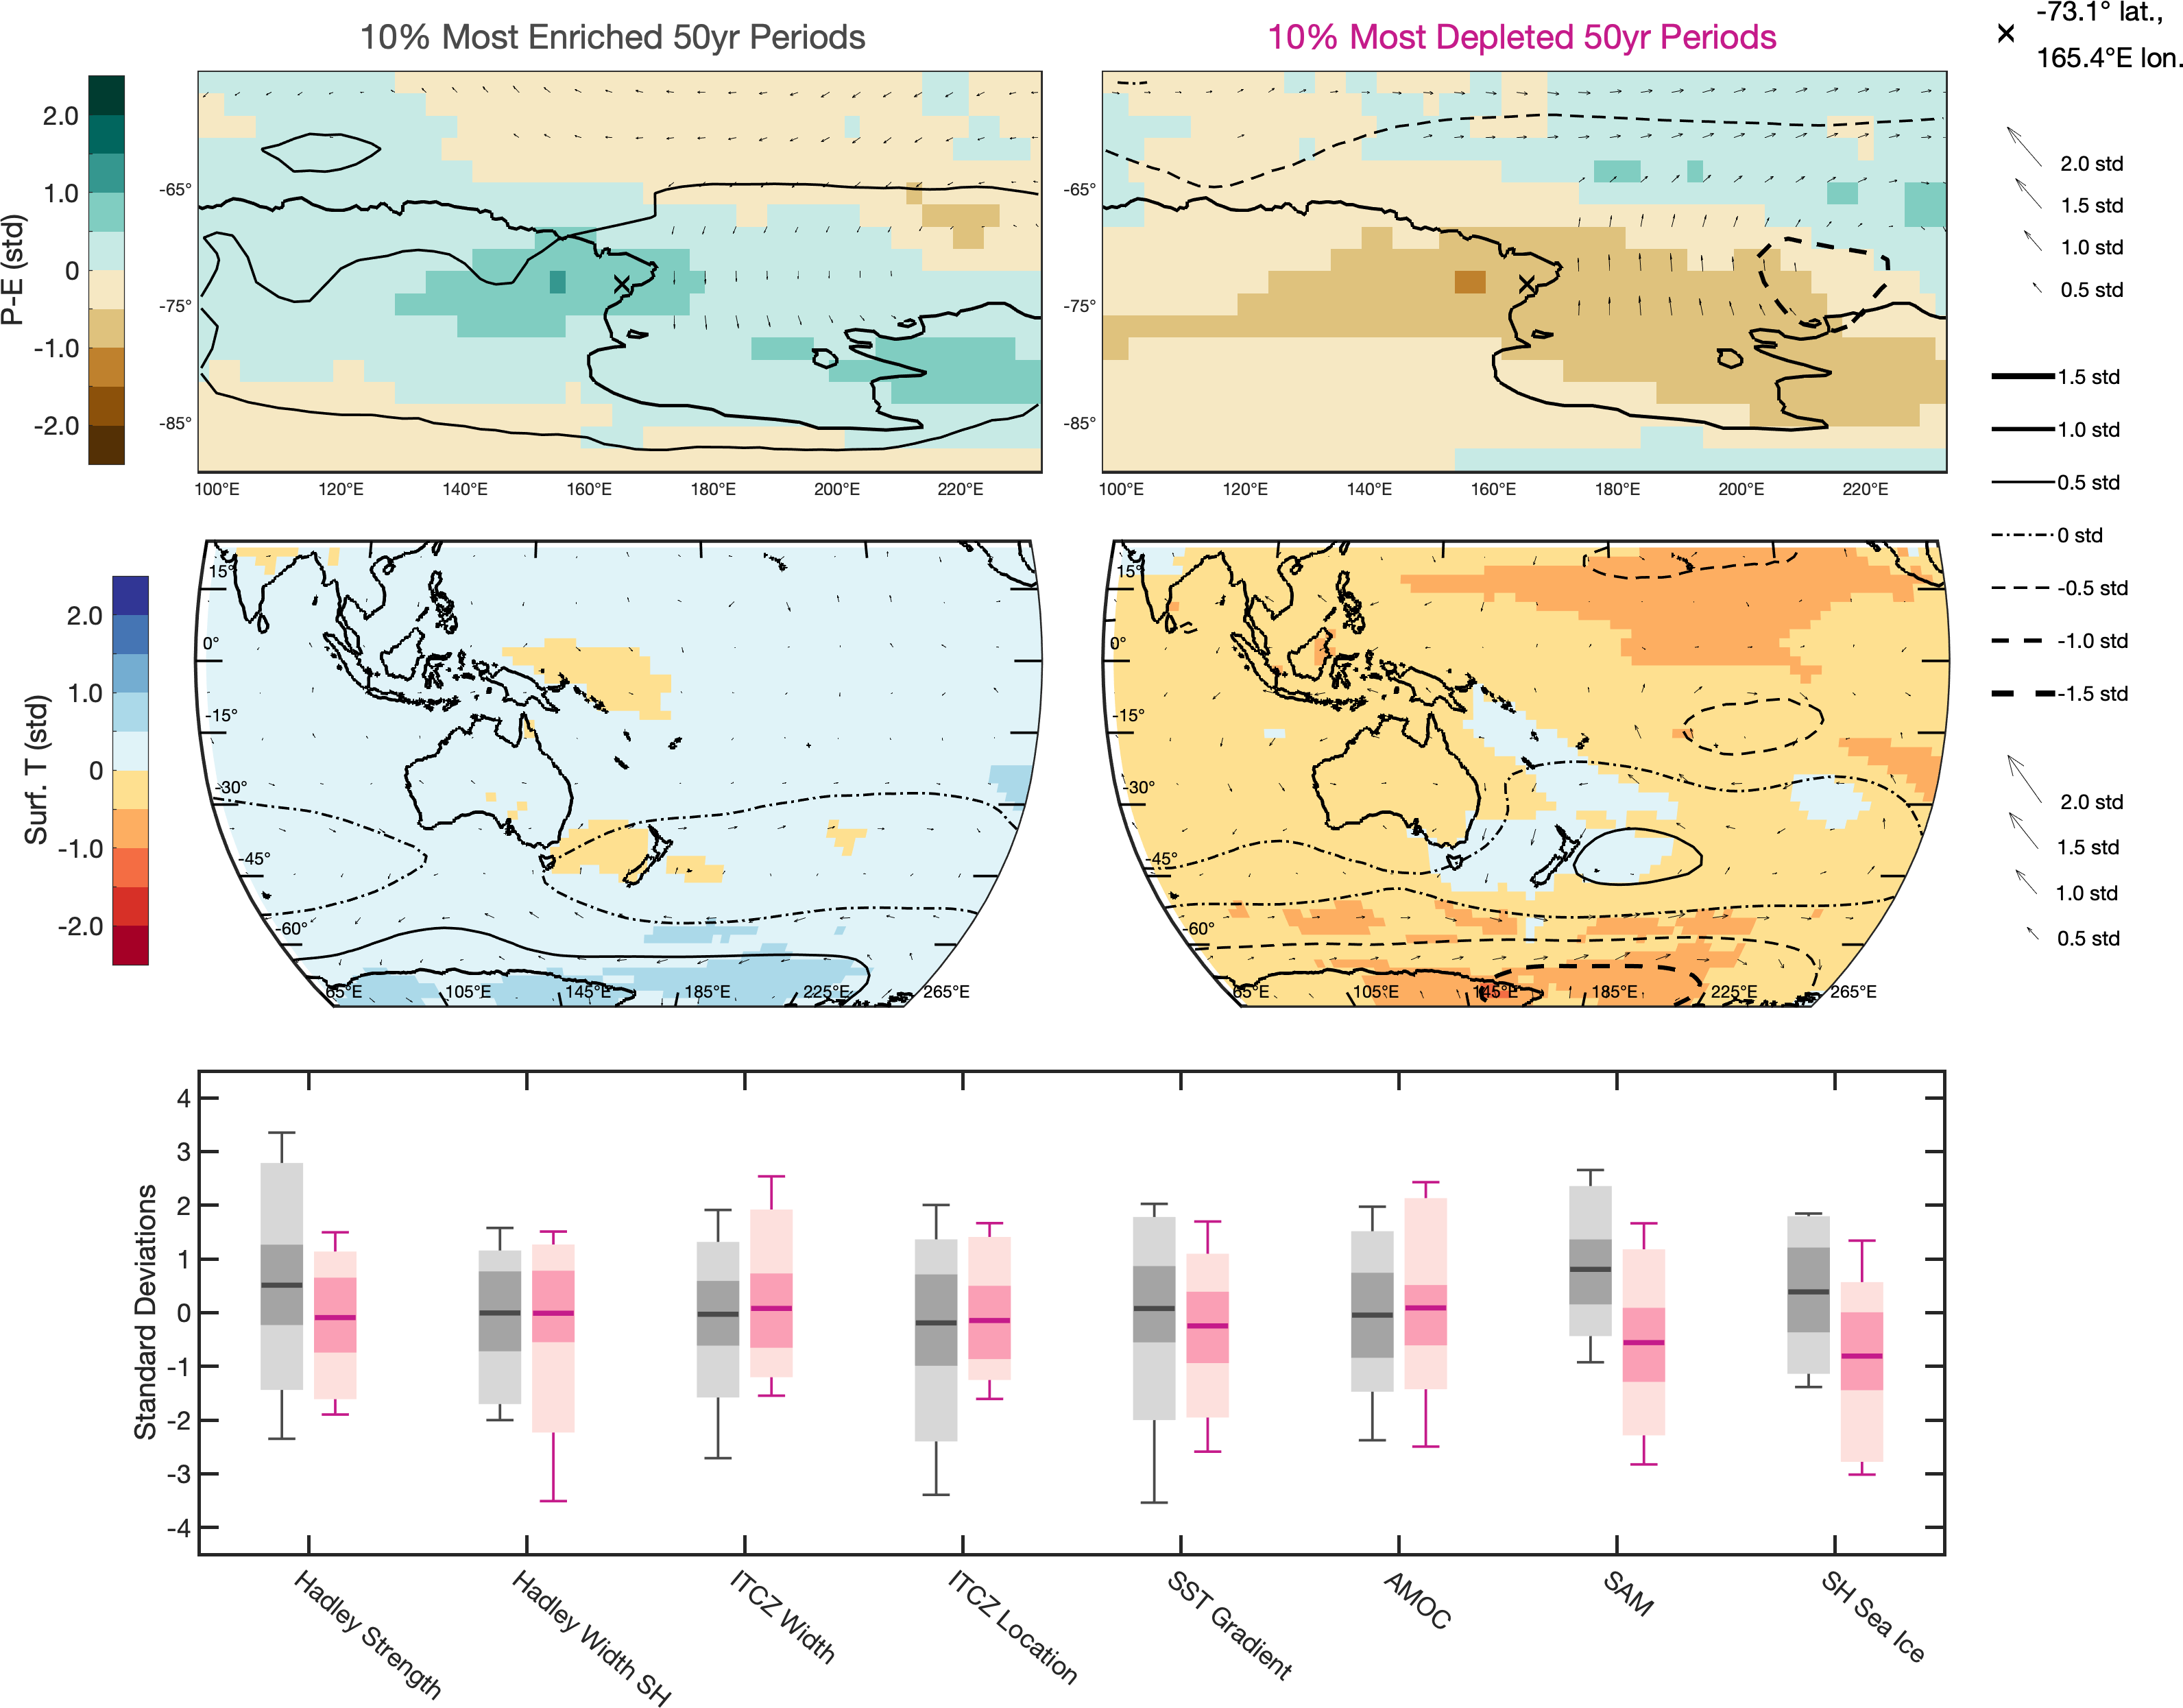 10% Most Enriched 50yr Periods
10% Most Depleted 50yr Periods
-73.1° lat.,
165.4°E lon.
P-E (std)
2.0
1.0
0
-1.0
-2.0
-65°
-75°
-85°
100°E 120°E 140°E 160°E 180°E 200°E 220°E
-65°
-75°
-85°
100°E 120°E 140°E 160°E 180°E 200°E 220°E
2.0 std
1.5 std
1.0 std
0.5 std
1.5 std
1.0 std
0.5 std
0 std
-0.5 std
-1.0 std
-1.5 std
Surf. T (std)
2.0
1.0
0
-1.0
-2.0
15°
0°
-15°
-30°
-45°
-60°
65°E 105°E 145°E 185°E 225°E 265°E
15°
0°
-15°
-30°
-45°
-60°
65°E 105°E 145°E 185°E 225°E 265°E
2.0 std
1.5 std
1.0 std
0.5 std
Standard Deviations
4
3
2
1
0
-1
-2
-3
-4
Hadley Strength
Hadley Width SH
ITCZ Width
ITCZ Location
SST Gradient
AMOC
SAM
SH Sea Ice